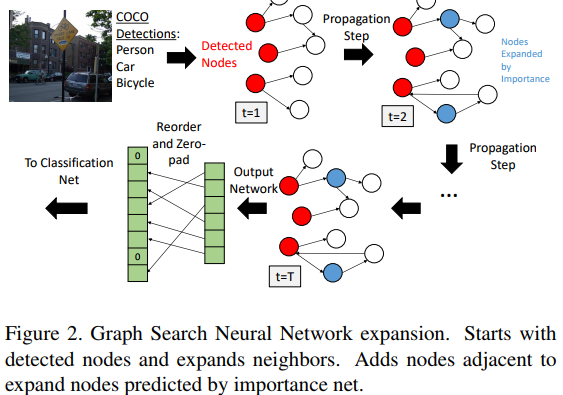 COCO
Detections:
Person
Car
Bicycle
Detected
Nodes
t=1
Propagation
Step
t=2
Nodes
Expanded
by
Importance
Propagation
Step
...
t=T
Output
Network
Reorder
and Zero-
pad
0
0
To Classification
Net
Figure 2. Graph Search Neural Network expansion. Starts with
detected nodes and expands neighbors. Adds nodes adjacent to
expand nodes predicted by importance net.